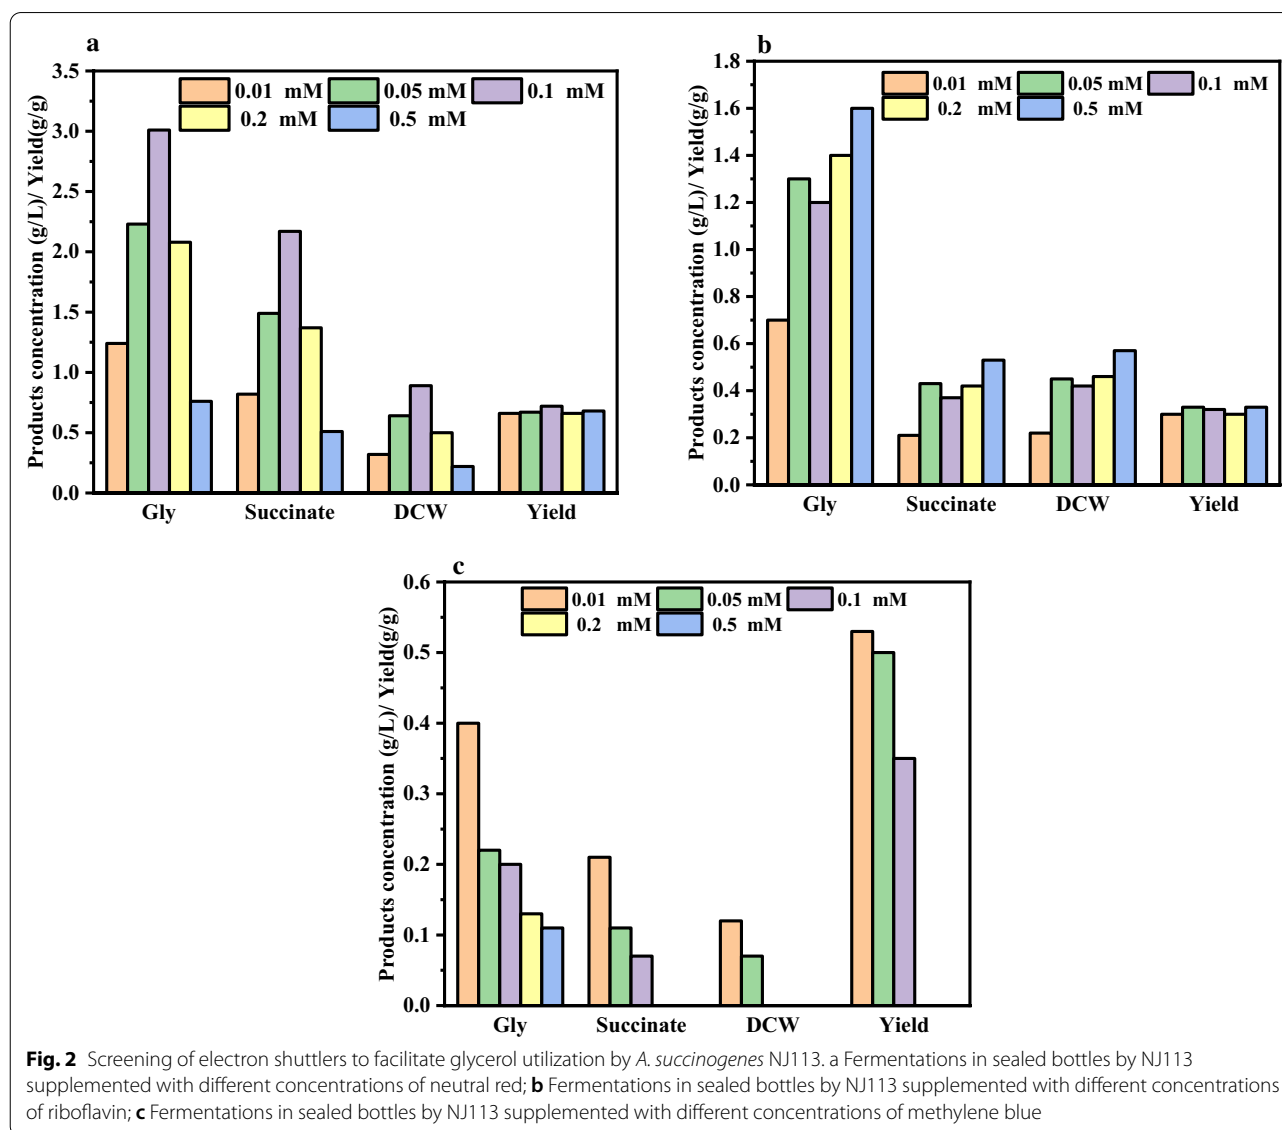 a
3.5
3.0
2.5
2.0
1.5
1.0
0.5
0.0
Products concentration (g/L)/ Yield(g/g)
0.01 mM 0.05 mM 0.1 mM
0.2 mM 0.5 mM
Gly Succinate DCW Yield
b
1.8
1.6
1.4
1.2
1.0
0.8
0.6
0.4
0.2
0.0
Products concentration (g/L)/ Yield(g/g)
0.01 mM 0.05 mM 0.1 mM
0.2 mM 0.5 mM
Gly Succinate DCW Yield
c
0.6
0.5
0.4
0.3
0.2
0.1
0.0
Products concentration (g/L)/ Yield(g/g)
0.01 mM 0.05 mM 0.1 mM
0.2 mM 0.5 mM
Gly Succinate DCW Yield
Fig. 2 Screening of electron shuttlers to facilitate glycerol utilization by A. succinogenes NJ113. a Fermentations in sealed bottles by NJ113
supplemented with different concentrations of neutral red; b Fermentations in sealed bottles by NJ113 supplemented with different concentrations
of riboflavin; c Fermentations in sealed bottles by NJ113 supplemented with different concentrations of methylene blue